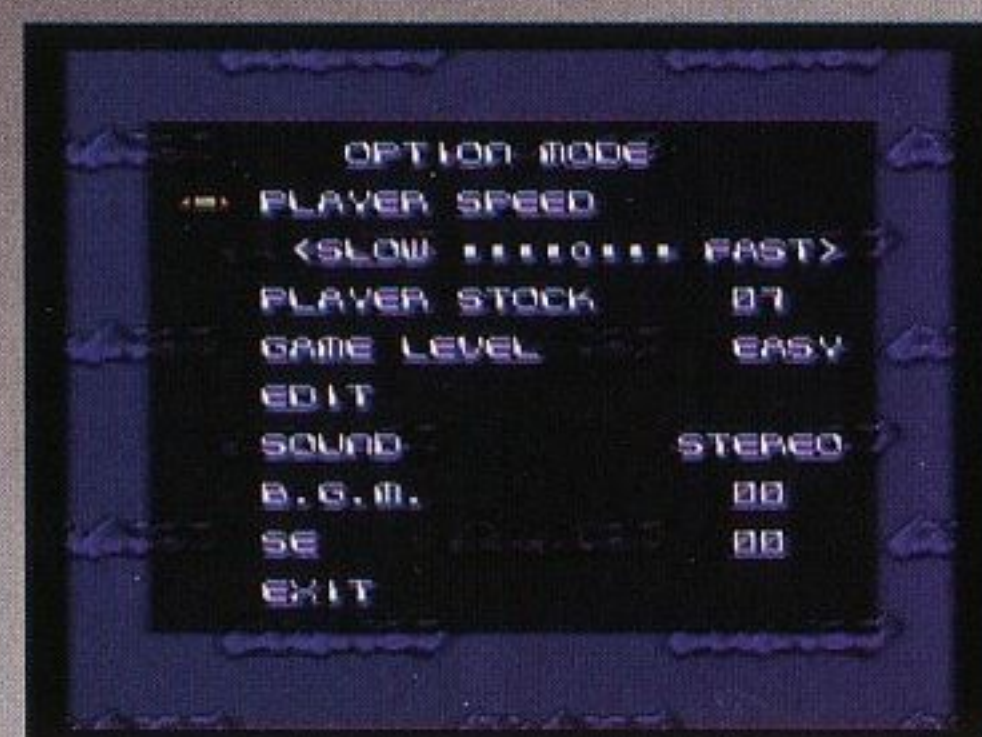 OPTION MODE
PLAYER SPEED
<SLOW FAST>
PLAYER STOCK 07
GAME LEVEL EASY
EDIT
SOUND STEREO
B.G.M. 00
SE 00
EXIT